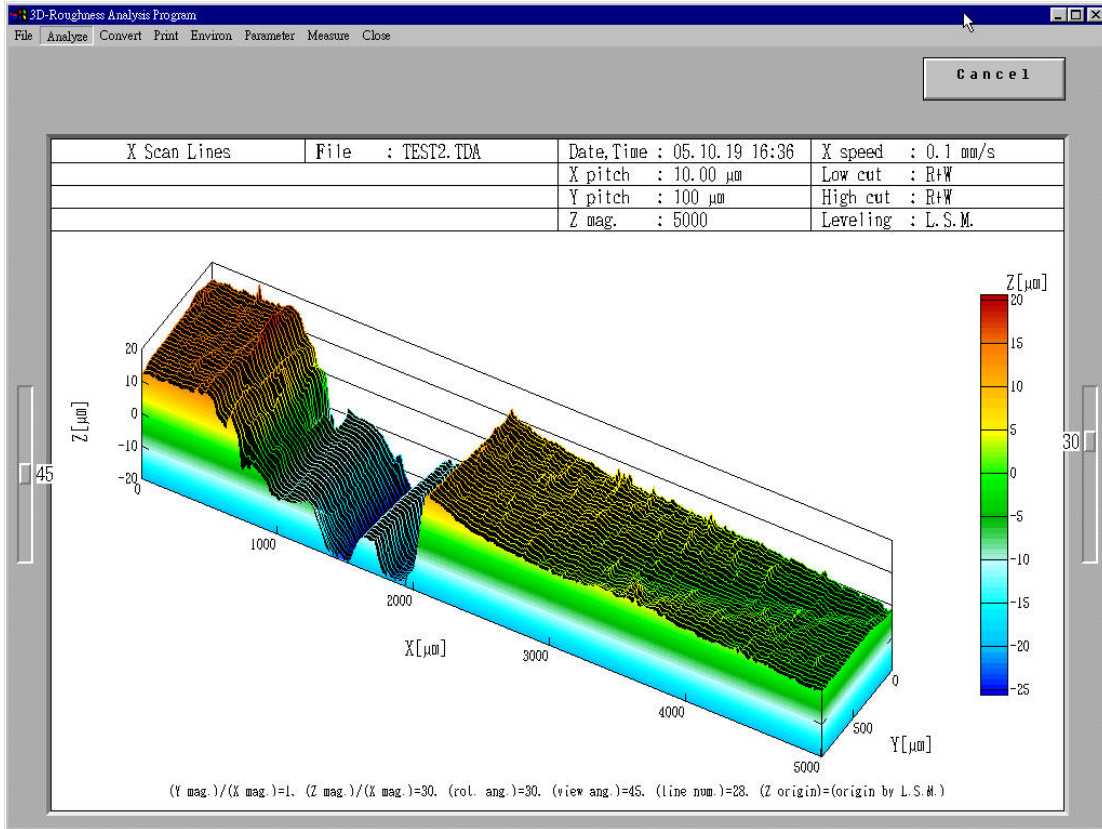 3D-Roughness Analysis Program
File Analyze Convert Print Environ Parameter Measure Close
Cancel
X Scan Lines File : TEST2.TDA Date,Time : 05.10.19 16:36 X speed : 0.1 mm/s
X pitch : 10.00 μm Low cut : R+W
Y pitch : 100 μm High cut : R+W
Z mag. : 5000 Leveling : L.S.M.
Z[μm]
20
15
10
5
0
-5
-10
-15
-20
-25
30
45
Z[μm]
20
10
0
-10
-20
0
1000
2000
3000
4000
5000
X[μm]
0
500
Y[μm]
(Y mag.)/(X mag.)=1, (Z mag.)/(X mag.)=30, (rot. ang.)=30, (view ang.)=45, (line num.)=28, (Z origin)=(origin by L.S.M.)